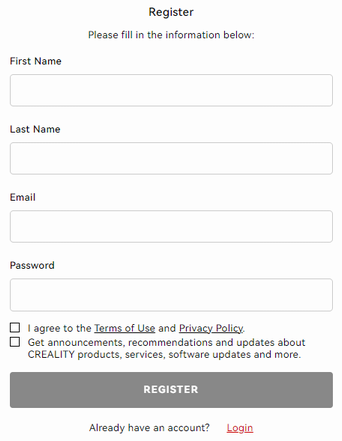 Register
Please fill in the information below:
First Name
Last Name
Email
Password
I agree to the Terms of Use and Privacy Policy.
Get announcements, recommendations and updates about
CREALITY products, services, software updates and more.
REGISTER
Already have an account? Login